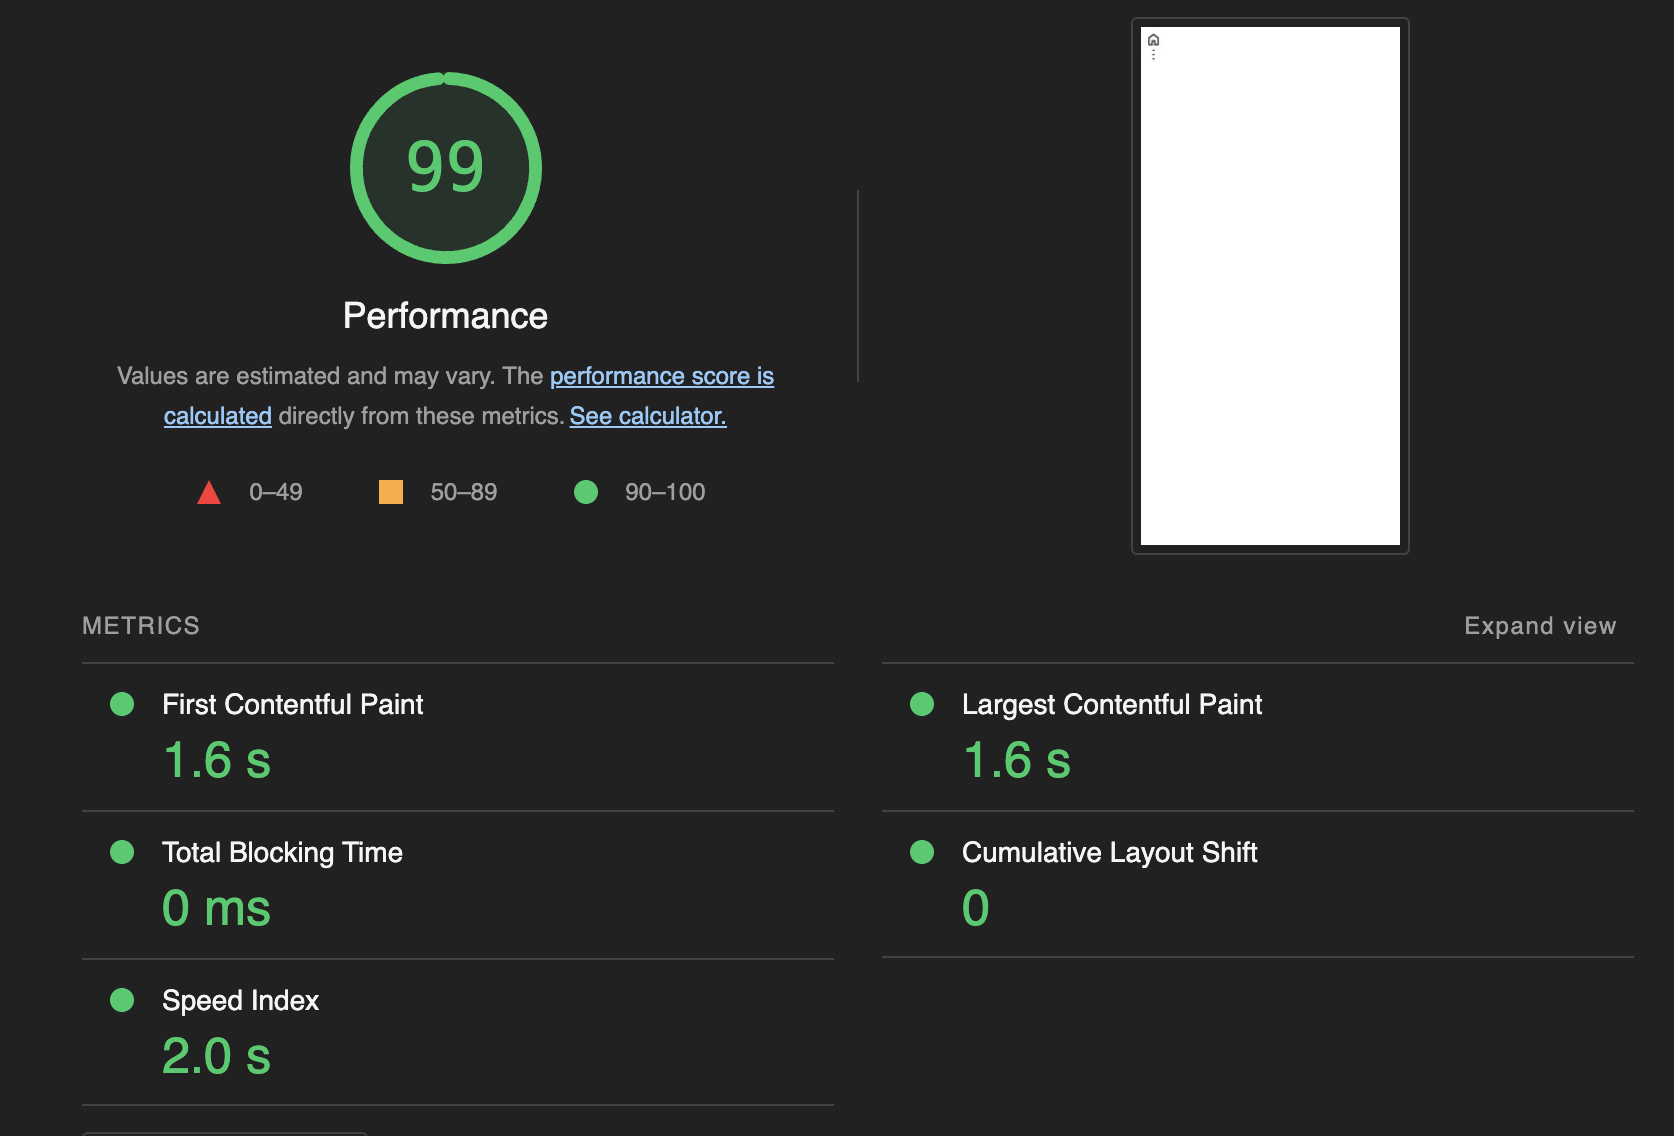 99
Performance
Values are estimated and may vary. The performance score is
calculated directly from these metrics. See calculator.
0–49
50–89
90–100
METRICS
Expand view
First Contentful Paint
1.6 s
Largest Contentful Paint
1.6 s
Total Blocking Time
0 ms
Cumulative Layout Shift
0
Speed Index
2.0 s